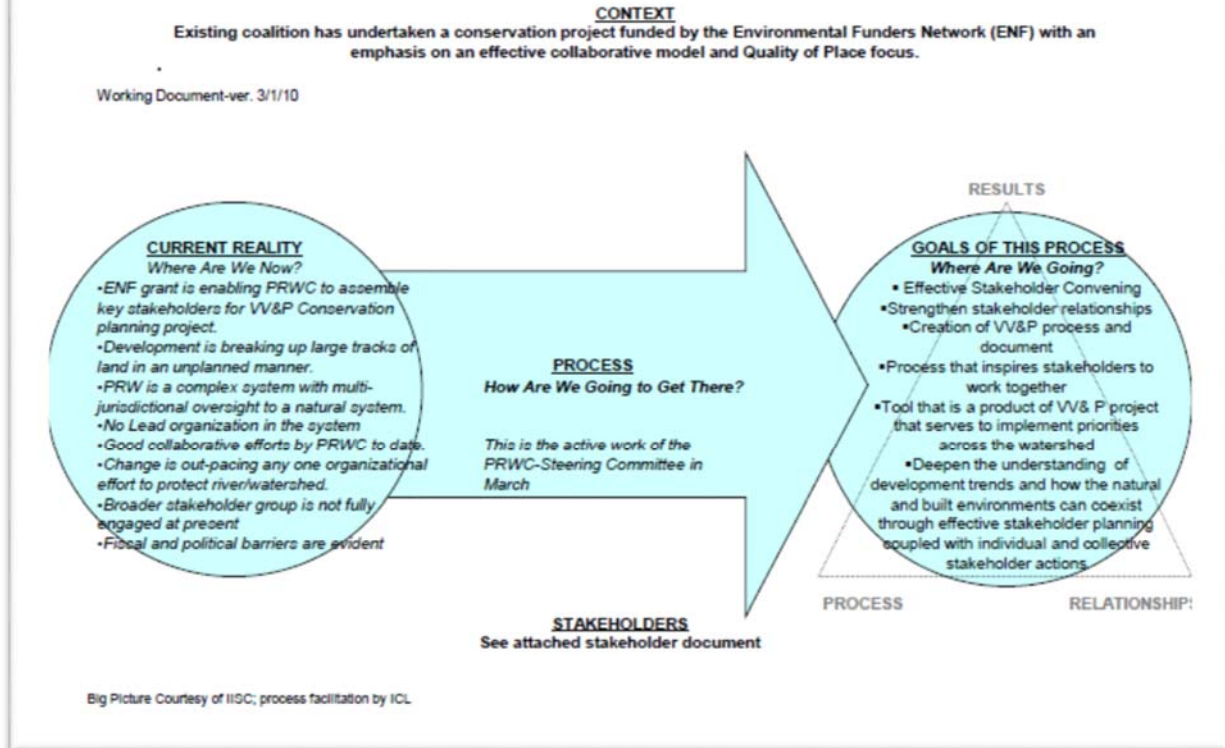 CONTEXT
Existing coalition has undertaken a conservation project funded by the Environmental Funders Network (ENF) with an
emphasis on an effective collaborative model and Quality of Place focus.
Working Document-ver. 3/1/10
CURRENT REALITY
Where Are We Now?
•ENF grant is enabling PRWC to assemble
key stakeholders for VV&P Conservation
planning project.
•Development is breaking up large tracks of
land in an unplanned manner.
•PRW is a complex system with multi-
jurisdictional oversight to a natural system.
•No Lead organization in the system
•Good collaborative efforts by PRWC to date.
•Change is out-pacing any one organizational
effort to protect river/watershed.
•Broader stakeholder group is not fully
engaged at present
•Fiscal and political barriers are evident
PROCESS
How Are We Going to Get There?
This is the active work of the
PRWC-Steering Committee in
March
RESULTS
GOALS OF THIS PROCESS
Where Are We Going?
▪ Effective Stakeholder Convening
▪Strengthen stakeholder relationships
▪Creation of VV&P process and
document
▪Process that inspires stakeholders to
work together
▪Tool that is a product of VV& P project
that serves to implement priorities
across the watershed
▪Deepen the understanding of
development trends and how the natural
and built environments can coexist
through effective stakeholder planning
coupled with individual and collective
stakeholder actions
PROCESS
RELATIONSHIP
STAKEHOLDERS
See attached stakeholder document
Big Picture Courtesy of IISC; process facilitation by ICL